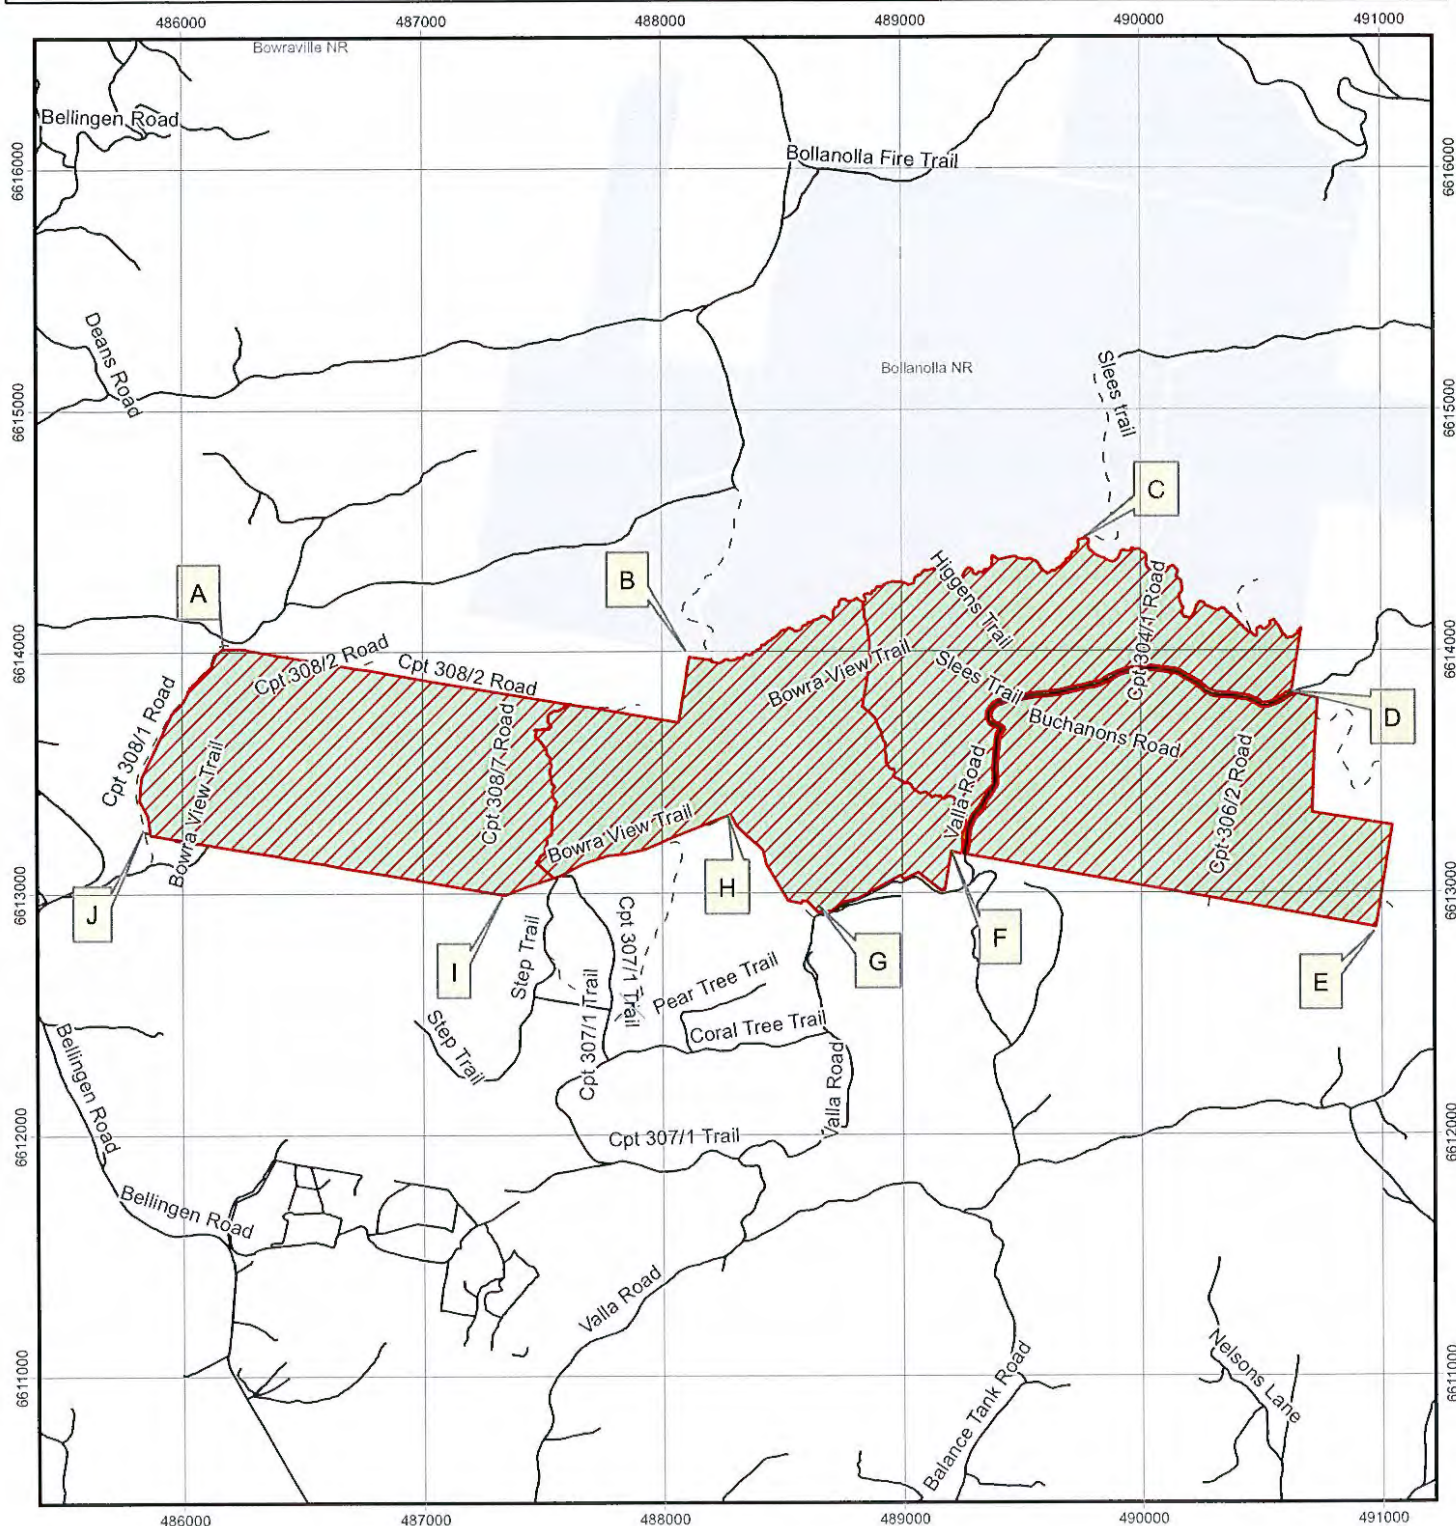 486000
487000
488000
489000
490000
491000
Bowraville NR
Bellingen Road
Bollanolla Fire Trail
6616000
6616000
Deans Road
Bollanolla NR
Slees trail
6615000
6615000
C
B
A
Higgens Trail
Cpt 304/1 Road
6614000
6614000
Cpt 308/2 Road
Cpt 308/2 Road
Bowra View Trail
Slees Trail
Buchanons Road
D
Cpt 308/1 Road
Bowra View Trail
Cpt 308/7 Road
Bowra View Trail
Valla Road
Cpt 306/2 Road
H
J
6613000
6613000
I
Step Trail
Cpt 307/1 Trail
G
F
E
Pear Tree Trail
Coral Tree Trail
Step Trail
Cpt 307/1 Trail
Valla Road
Bellingen Road
Cpt 307/1 Trail
6612000
6612000
Bellingen Road
Valla Road
Nelsons Lane
Balance Tank Road
6611000
6611000
486000
487000
488000
489000
490000
491000